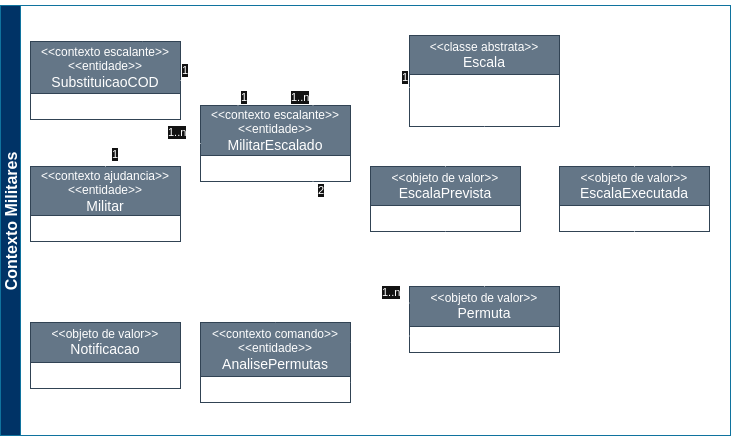 Contexto Militares
<<contexto escalante>>
<<entidade>>
SubstituicaoCOD
1
<<classe abstrata>>
Escala
1
1
1..n
<<contexto escalante>>
<<entidade>>
MilitarEscalado
1..n
2
1
<<contexto ajudancia>>
<<entidade>>
Militar
<<objeto de valor>>
EscalaPrevista
<<objeto de valor>>
EscalaExecutada
1..n
<<objeto de valor>>
Permuta
<<objeto de valor>>
Notificacao
<<contexto comando>>
<<entidade>>
AnalisePermutas